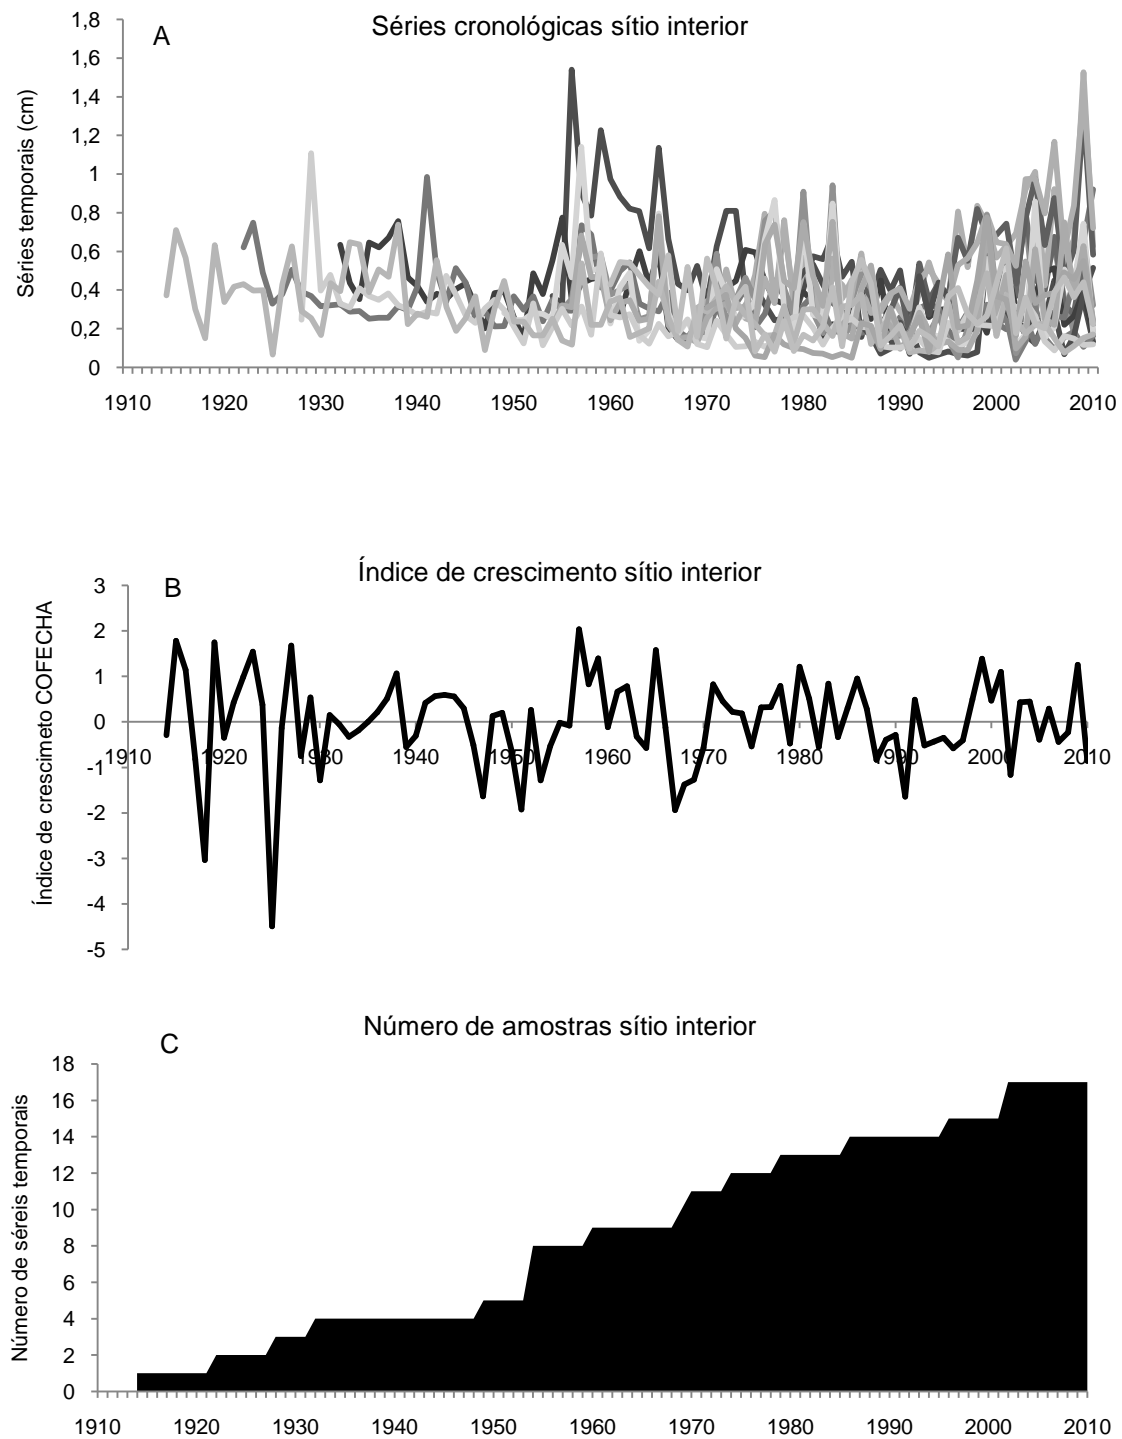 Séries cronológicas sítio interior
A
Séries temporais (cm)
1,8
1,6
1,4
1,2
1
0,8
0,6
0,4
0,2
0
1910 1920 1930 1940 1950 1960 1970 1980 1990 2000 2010
Índice de crescimento sítio interior
B
Índice de crescimeto COFECHA
3
2
1
0
-1
-2
-3
-4
-5
1910 1920 1930 1940 1950 1960 1970 1980 1990 2000 2010
Número de amostras sítio interior
C
Número de séreis temporais
18
16
14
12
10
8
6
4
2
0
1910 1920 1930 1940 1950 1960 1970 1980 1990 2000 2010